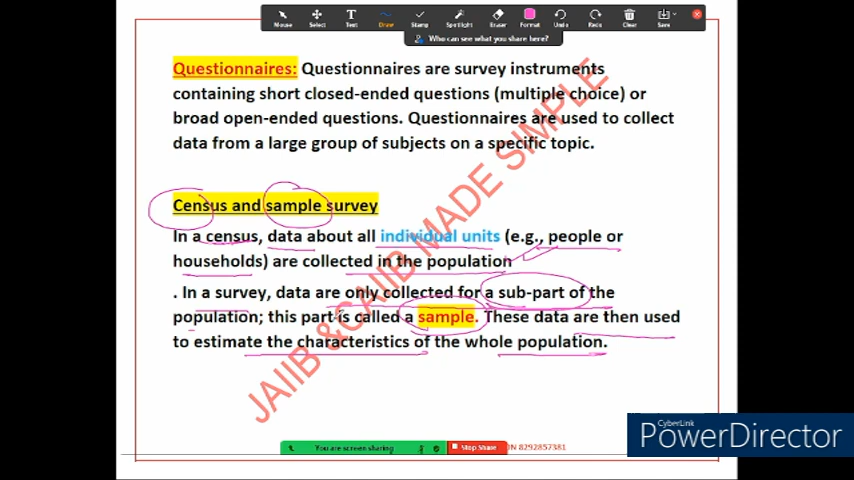 Mouse Select Text Draw Stamp Spotlight Eraser Format Undo Redo Clear Save
Who can see what you share here?
Questionnaires: Questionnaires are survey instruments
containing short closed-ended questions (multiple choice) or
broad open-ended questions. Questionnaires are used to collect
data from a large group of subjects on a specific topic.
Census and sample survey
In a census, data about all individual units (e.g., people or
households) are collected in the population
. In a survey, data are only collected for a sub-part of the
population; this part is called a sample. These data are then used
to estimate the characteristics of the whole population.
JAIIB &CAIIB MADE SIMPLE
You are screen sharing Stop Share N 8292857381
CyberLink
PowerDirector